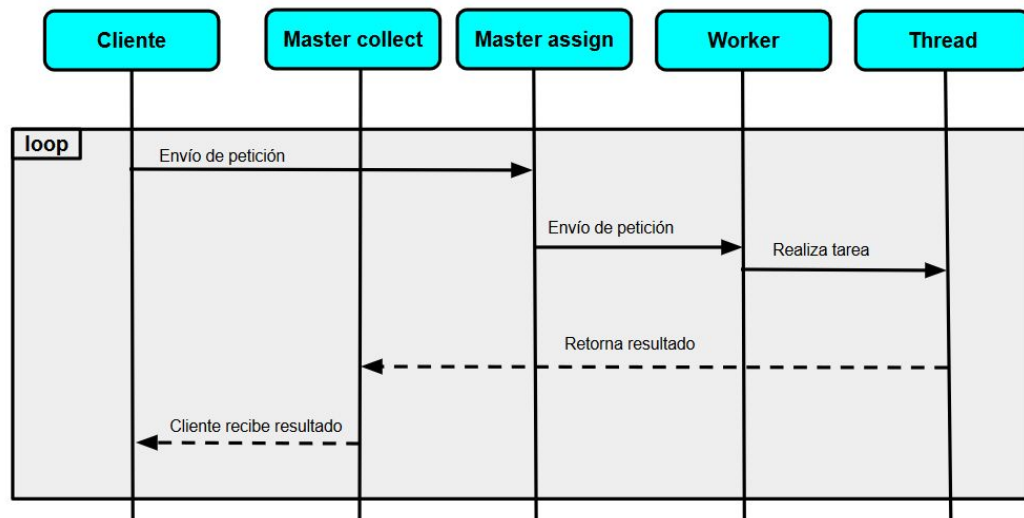 Cliente
Master collect
Master assign
Worker
Thread
loop
Envío de petición
Envío de petición
Realiza tarea
Retorna resultado
Cliente recibe resultado